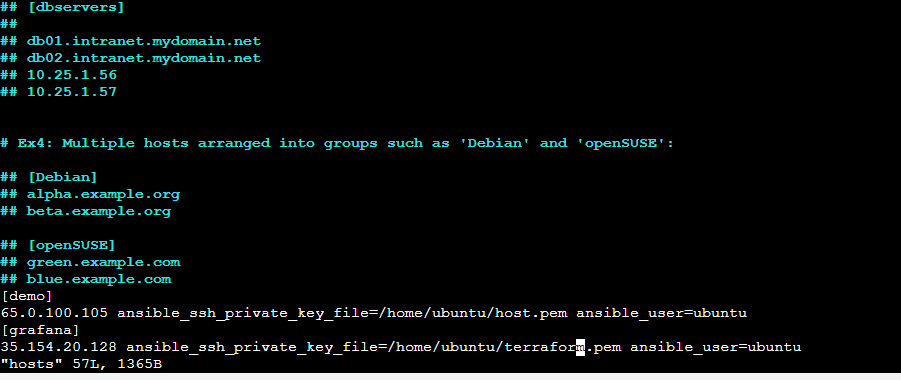 ## [dbservers]
##
## db01.intranet.mydomain.net
## db02.intranet.mydomain.net
## 10.25.1.56
## 10.25.1.57
# Ex4: Multiple hosts arranged into groups such as 'Debian' and 'openSUSE':
## [Debian]
## alpha.example.org
## beta.example.org
## [openSUSE]
## green.example.com
## blue.example.com
[demo]
65.0.100.105 ansible_ssh_private_key_file=/home/ubuntu/host.pem ansible_user=ubuntu
[grafana]
35.154.20.128 ansible_ssh_private_key_file=/home/ubuntu/terraform.pem ansible_user=ubuntu
"hosts" 57L, 1365B